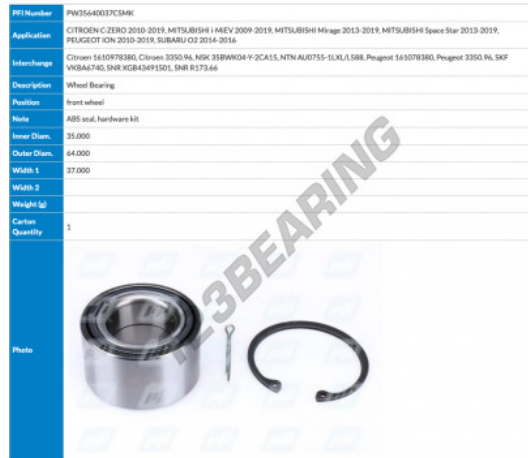 PFI Number PW35640037CSMK
Application CITROEN C-ZERO 2010-2019, MITSUBISHI i-MiEV 2009-2019, MITSUBISHI Mirage 2013-2019, MITSUBISHI Space Star 2013-2019,
PEUGEOT ION 2010-2019, SUBARU O2 2014-2016
Interchange Citroen 1610978380, Citroen 3350.96, NSK 35BWK04-Y-2CA15, NTN AU0755-1LXL/L588, Peugeot 161078380, Peugeot 3350.96, SKF
VKBA6740, SNR XGB43491S01, SNR R173.66
Description Wheel Bearing
Position front wheel
Note ABS seal, hardware kit
Inner Diam. 35.000
Outer Diam. 64.000
Width 1 37.000
Width 2
Weight (g)
Carton
Quantity 1
Photo
123BEARING